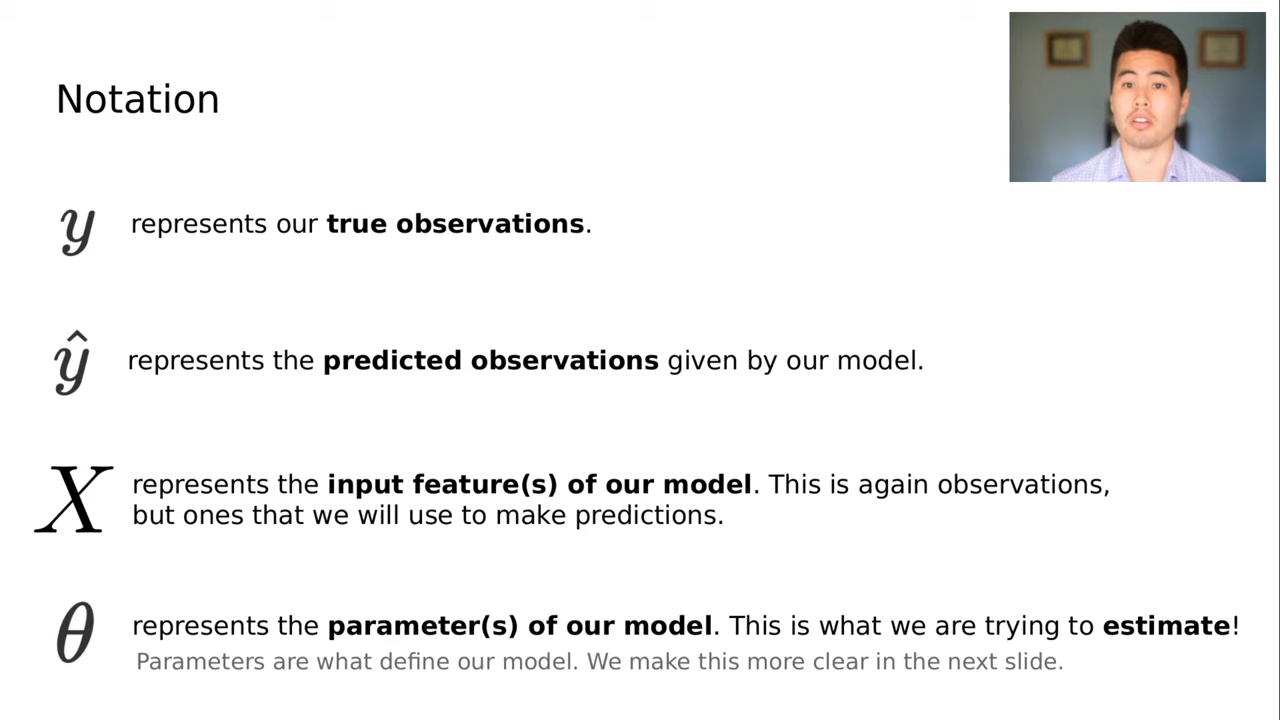 Notation
y represents our true observations.
ŷ represents the predicted observations given by our model.
X represents the input feature(s) of our model. This is again observations,
but ones that we will use to make predictions.
θ represents the parameter(s) of our model. This is what we are trying to estimate!
Parameters are what define our model. We make this more clear in the next slide.